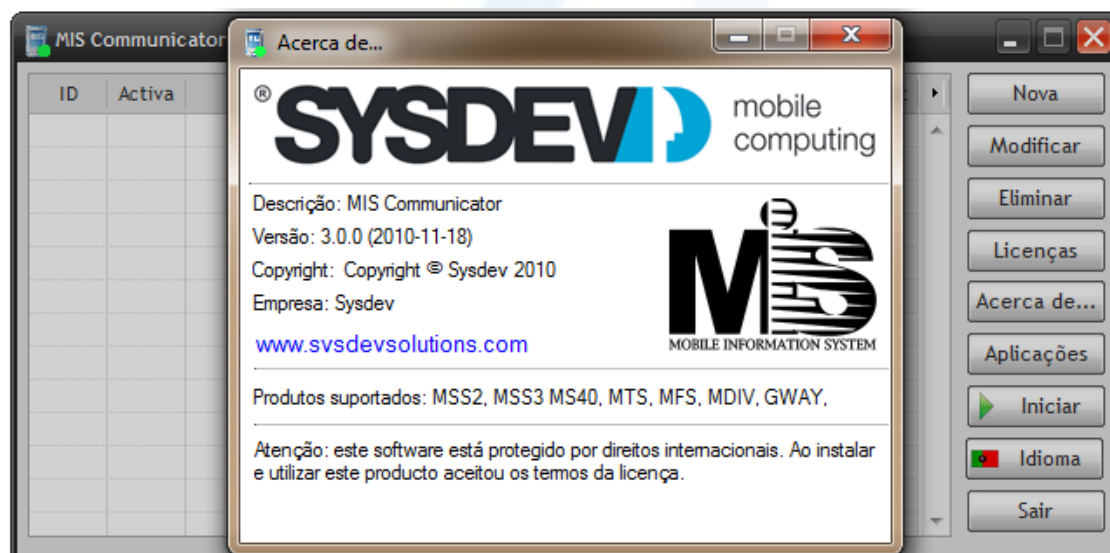 MIS Communicator
Acerca de...
ID Activa
® SYSDEV mobile
computing
Descrição: MIS Communicator
Versão: 3.0.0 (2010-11-18)
Copyright: Copyright © Sysdev 2010
Empresa: Sysdev
www.sysdevsolutions.com
MiS
MOBILE INFORMATION SYSTEM
Produtos suportados: MSS2, MSS3 MS40, MTS, MFS, MDIV, GWAY,
Atenção: este software está protegido por direitos internacionais. Ao instalar
e utilizar este producto aceitou os termos da licença.
Nova
Modificar
Eliminar
Licenças
Acerca de...
Aplicações
Iniciar
Idioma
Sair